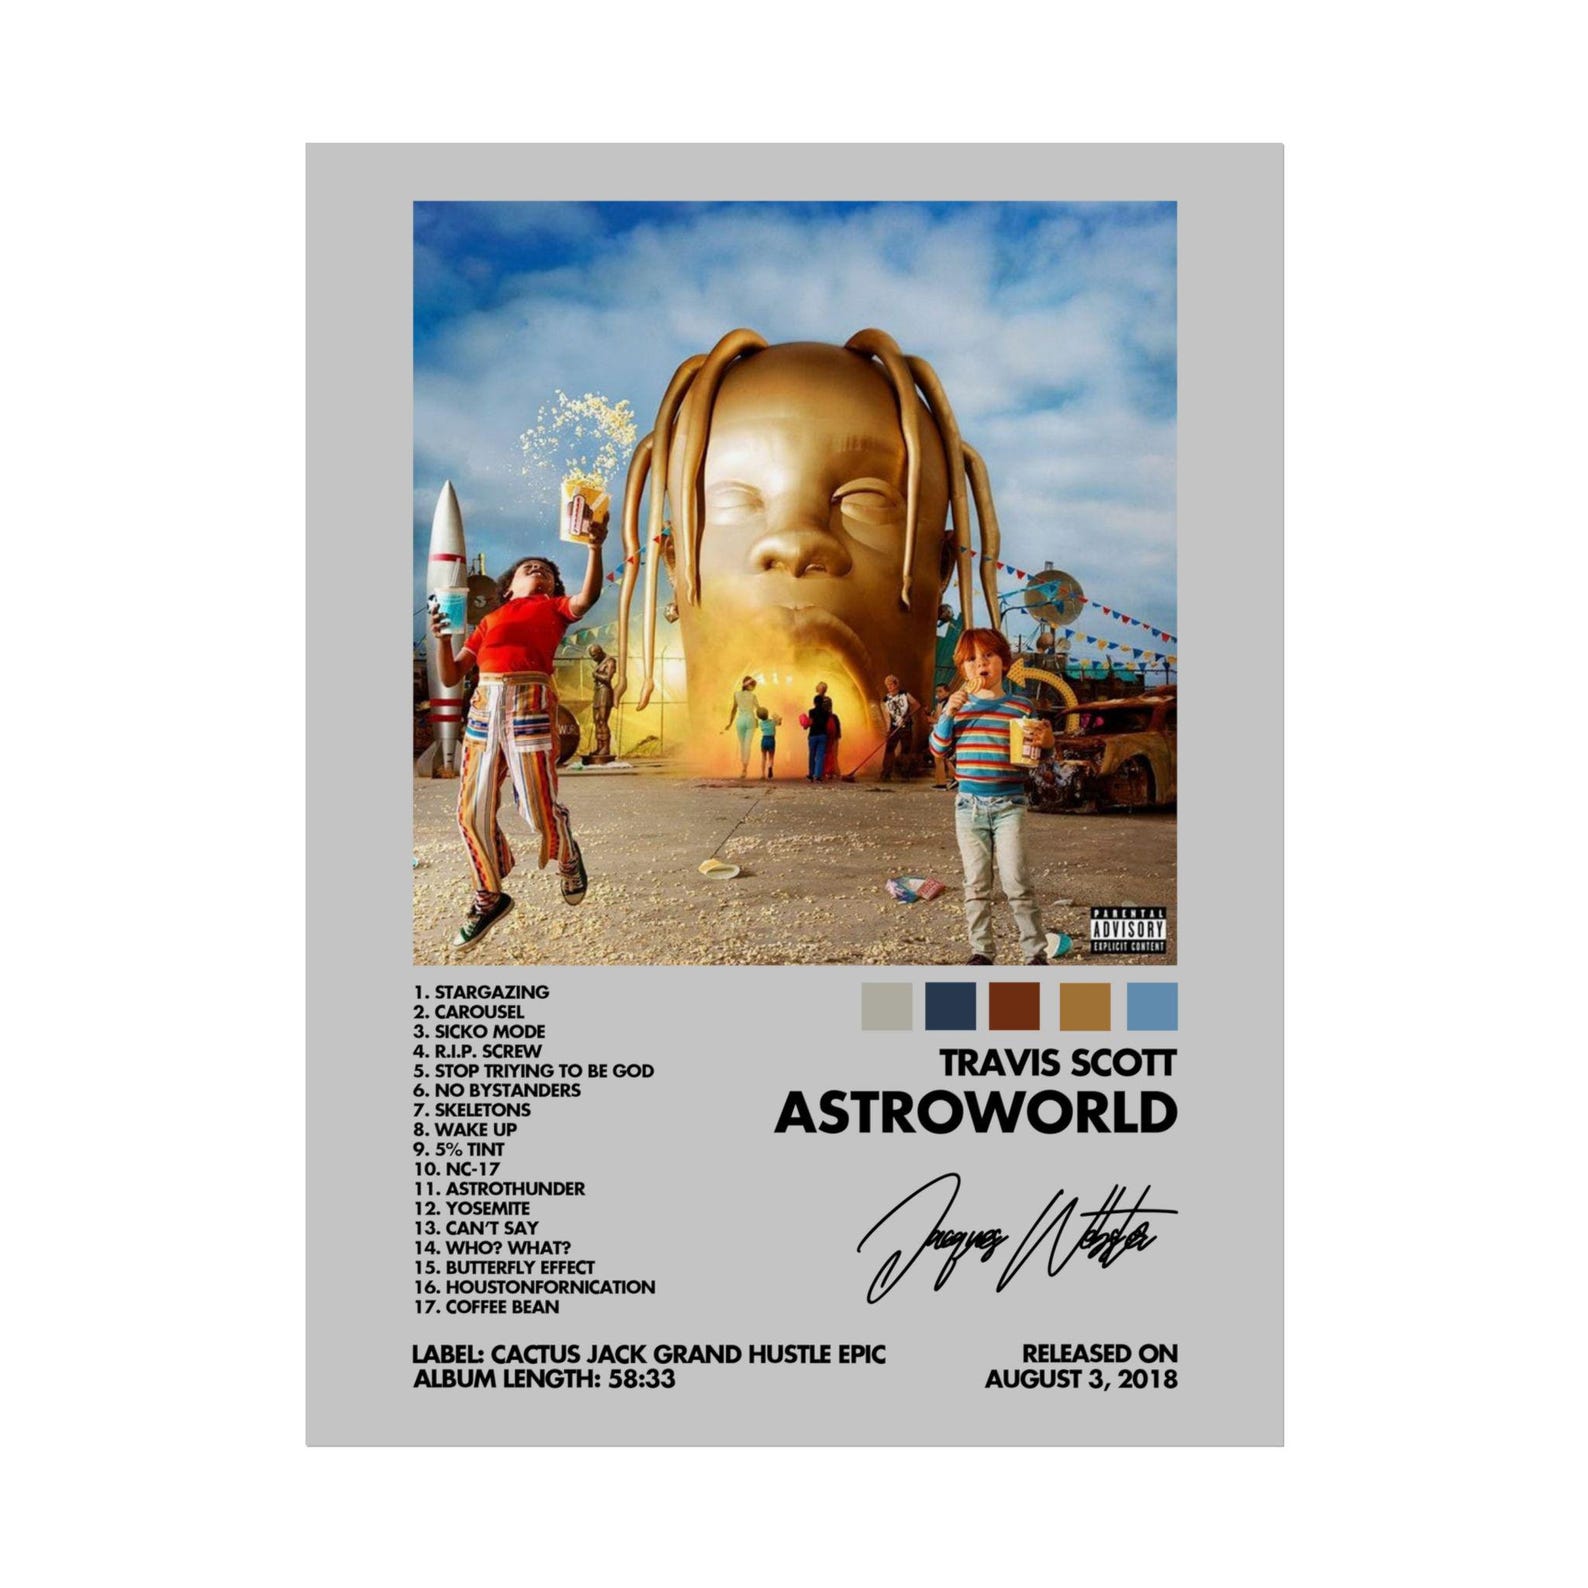 PARENTAL
ADVISORY
EXPLICIT CONTENT
1. STARGAZING
2. CAROUSEL
3. SICKO MODE
4. R.I.P. SCREW
5. STOP TRIYING TO BE GOD
6. NO BYSTANDERS
7. SKELETONS
8. WAKE UP
9. 5% TINT
10. NC-17
11. ASTROTHUNDER
12. YOSEMITE
13. CAN'T SAY
14. WHO? WHAT?
15. BUTTERFLY EFFECT
16. HOUSTONFORNICATION
17. COFFEE BEAN
TRAVIS SCOTT
ASTROWORLD
Jacques Webster
LABEL: CACTUS JACK GRAND HUSTLE EPIC
ALBUM LENGTH: 58:33
RELEASED ON
AUGUST 3, 2018